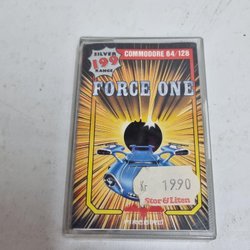 SILVER
199
RANGE
COMMODORE 64/128
FORCE ONE
Kr 1990
Stor&Liten